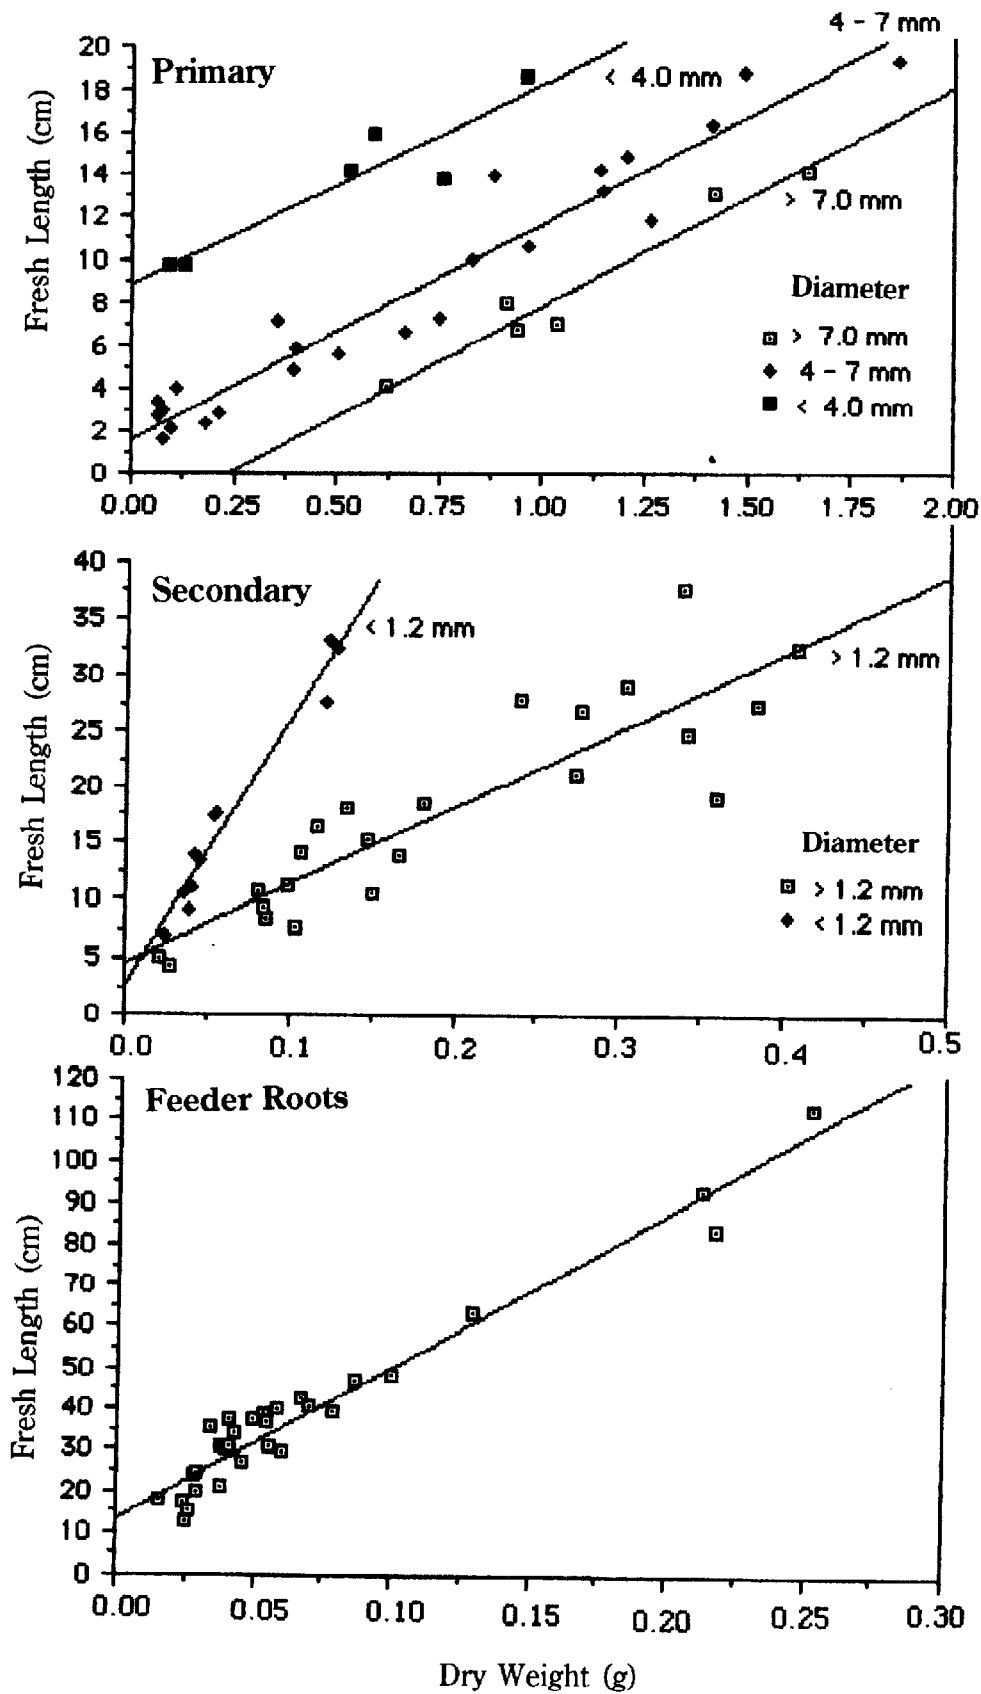 4 - 7 mm
20
18
16
14
12
10
8
6
4
2
0
Fresh Length (cm)
Primary
< 4.0 mm
> 7.0 mm
Diameter
> 7.0 mm
4 - 7 mm
< 4.0 mm
0.00 0.25 0.50 0.75 1.00 1.25 1.50 1.75 2.00
40
35
30
25
20
15
10
5
0
Fresh Length (cm)
Secondary
< 1.2 mm
> 1.2 mm
Diameter
> 1.2 mm
< 1.2 mm
0.0 0.1 0.2 0.3 0.4 0.5
120
110
100
90
80
70
60
50
40
30
20
10
0
Fresh Length (cm)
Feeder Roots
0.00 0.05 0.10 0.15 0.20 0.25 0.30
Dry Weight (g)